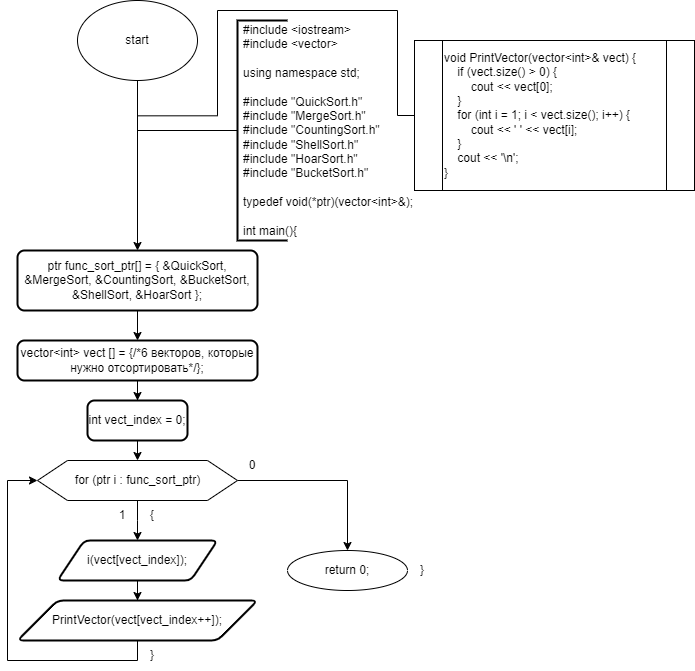 start
#include <iostream>
#include <vector>
using namespace std;
#include "QuickSort.h"
#include "MergeSort.h"
#include "CountingSort.h"
#include "ShellSort.h"
#include "HoarSort.h"
#include "BucketSort.h"
typedef void(*ptr)(vector<int>&);
int main(){
void PrintVector(vector<int>& vect) {
if (vect.size() > 0) {
cout << vect[0];
}
for (int i = 1; i < vect.size(); i++) {
cout << ' ' << vect[i];
}
cout << '\n';
}
ptr func_sort_ptr[] = { &QuickSort,
&MergeSort, &CountingSort, &BucketSort,
&ShellSort, &HoarSort };
vector<int> vect [] = {/*6 векторов, которые
нужно отсортировать*/};
int vect_index = 0;
for (ptr i : func_sort_ptr)
0
1 {
i(vect[vect_index]);
return 0; }
PrintVector(vect[vect_index++]);
}